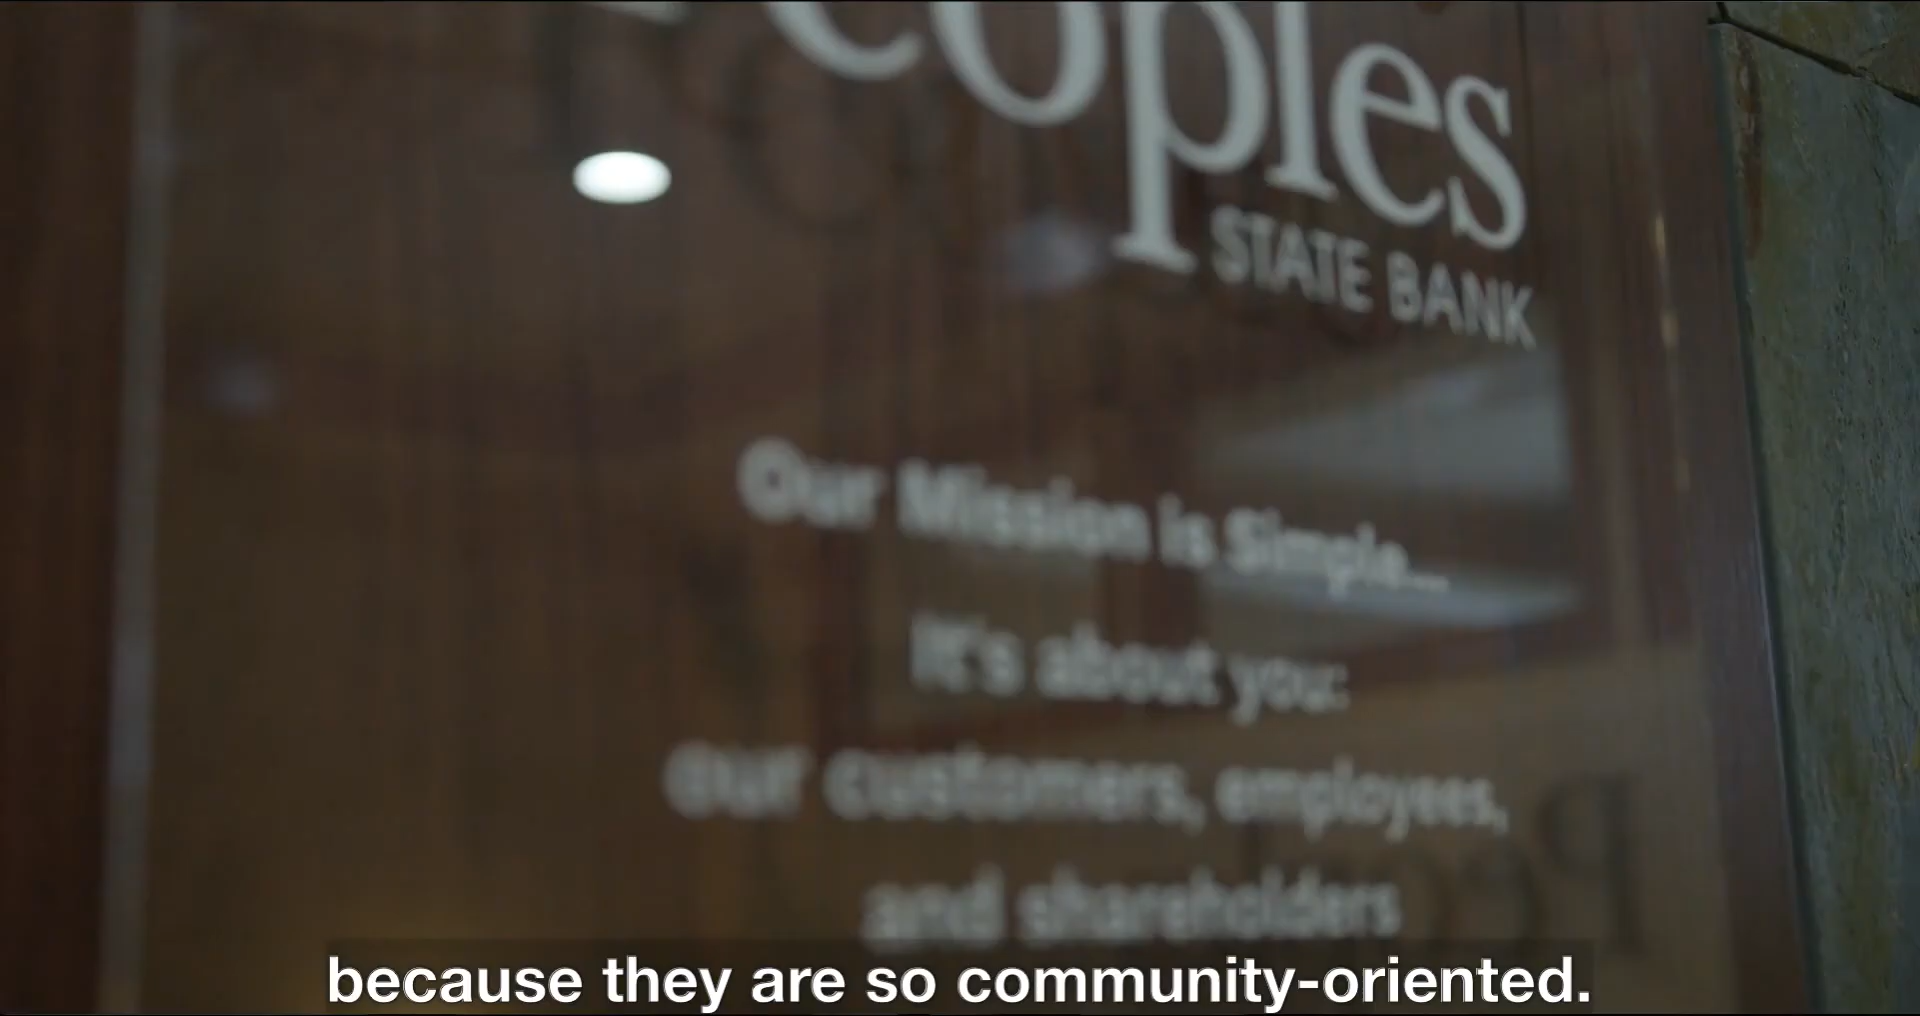 eoples
STATE BANK
Our Mission is Simple...
It's about you:
our customers, employees,
and shareholders
because they are so community-oriented.